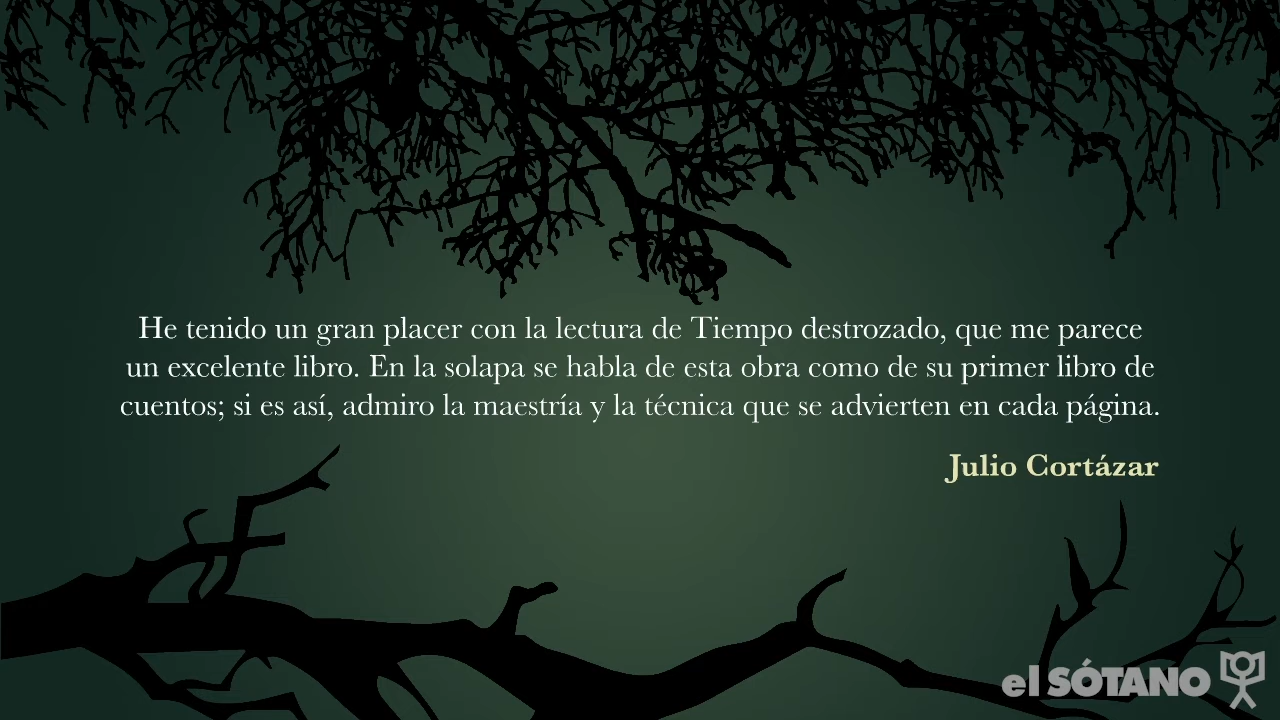 He tenido un gran placer con la lectura de Tiempo destrozado, que me parece
un excelente libro. En la solapa se habla de esta obra como de su primer libro de
cuentos; si es así, admiro la maestría y la técnica que se advierten en cada página.
Julio Cortázar
el SÓTANO